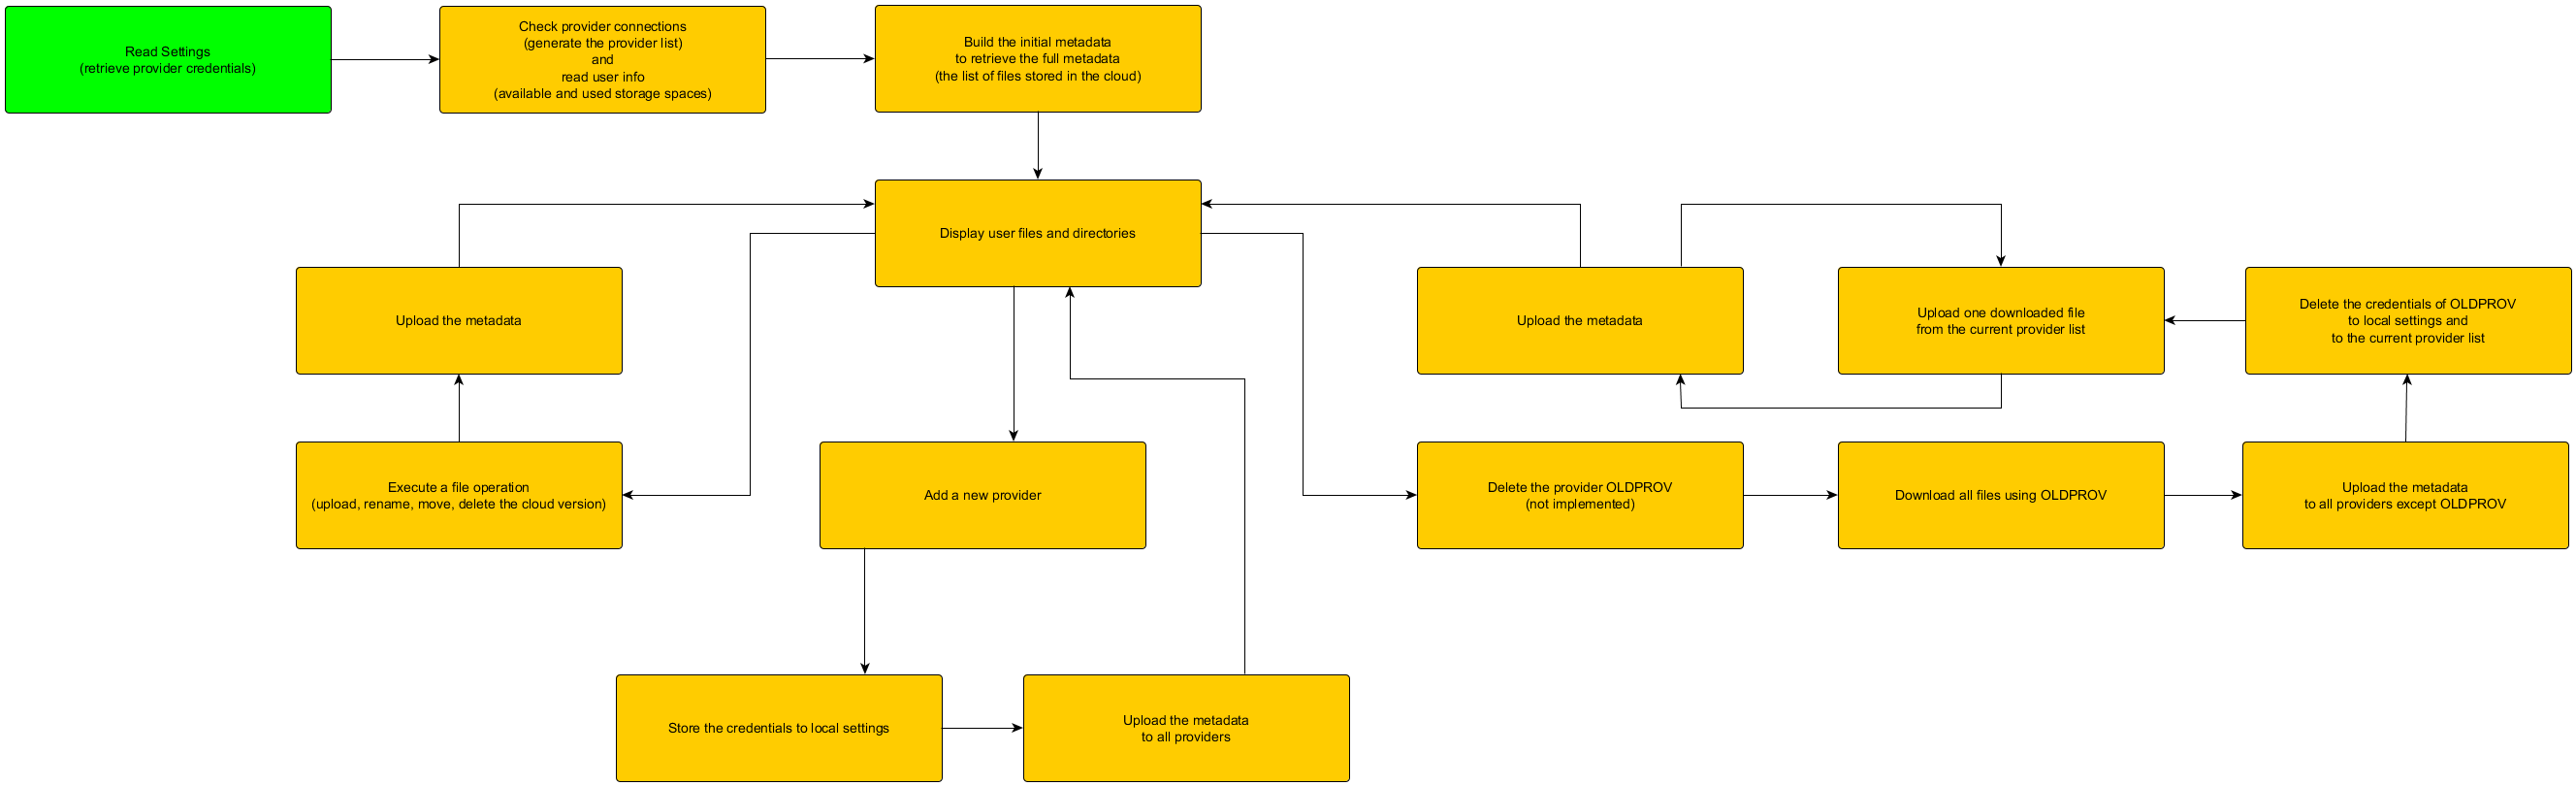 Read Settings
(retrieve provider credentials)
Check provider connections
(generate the provider list)
and
read user info
(available and used storage spaces)
Build the initial metadata
to retrieve the full metadata
(the list of files stored in the cloud)
Display user files and directories
Upload the metadata
Upload the metadata
Upload one downloaded file
from the current provider list
Delete the credentials of OLDPROV
to local settings and
to the current provider list
Execute a file operation
(upload, rename, move, delete the cloud version)
Add a new provider
Delete the provider OLDPROV
(not implemented)
Download all files using OLDPROV
Upload the metadata
to all providers except OLDPROV
Store the credentials to local settings
Upload the metadata
to all providers